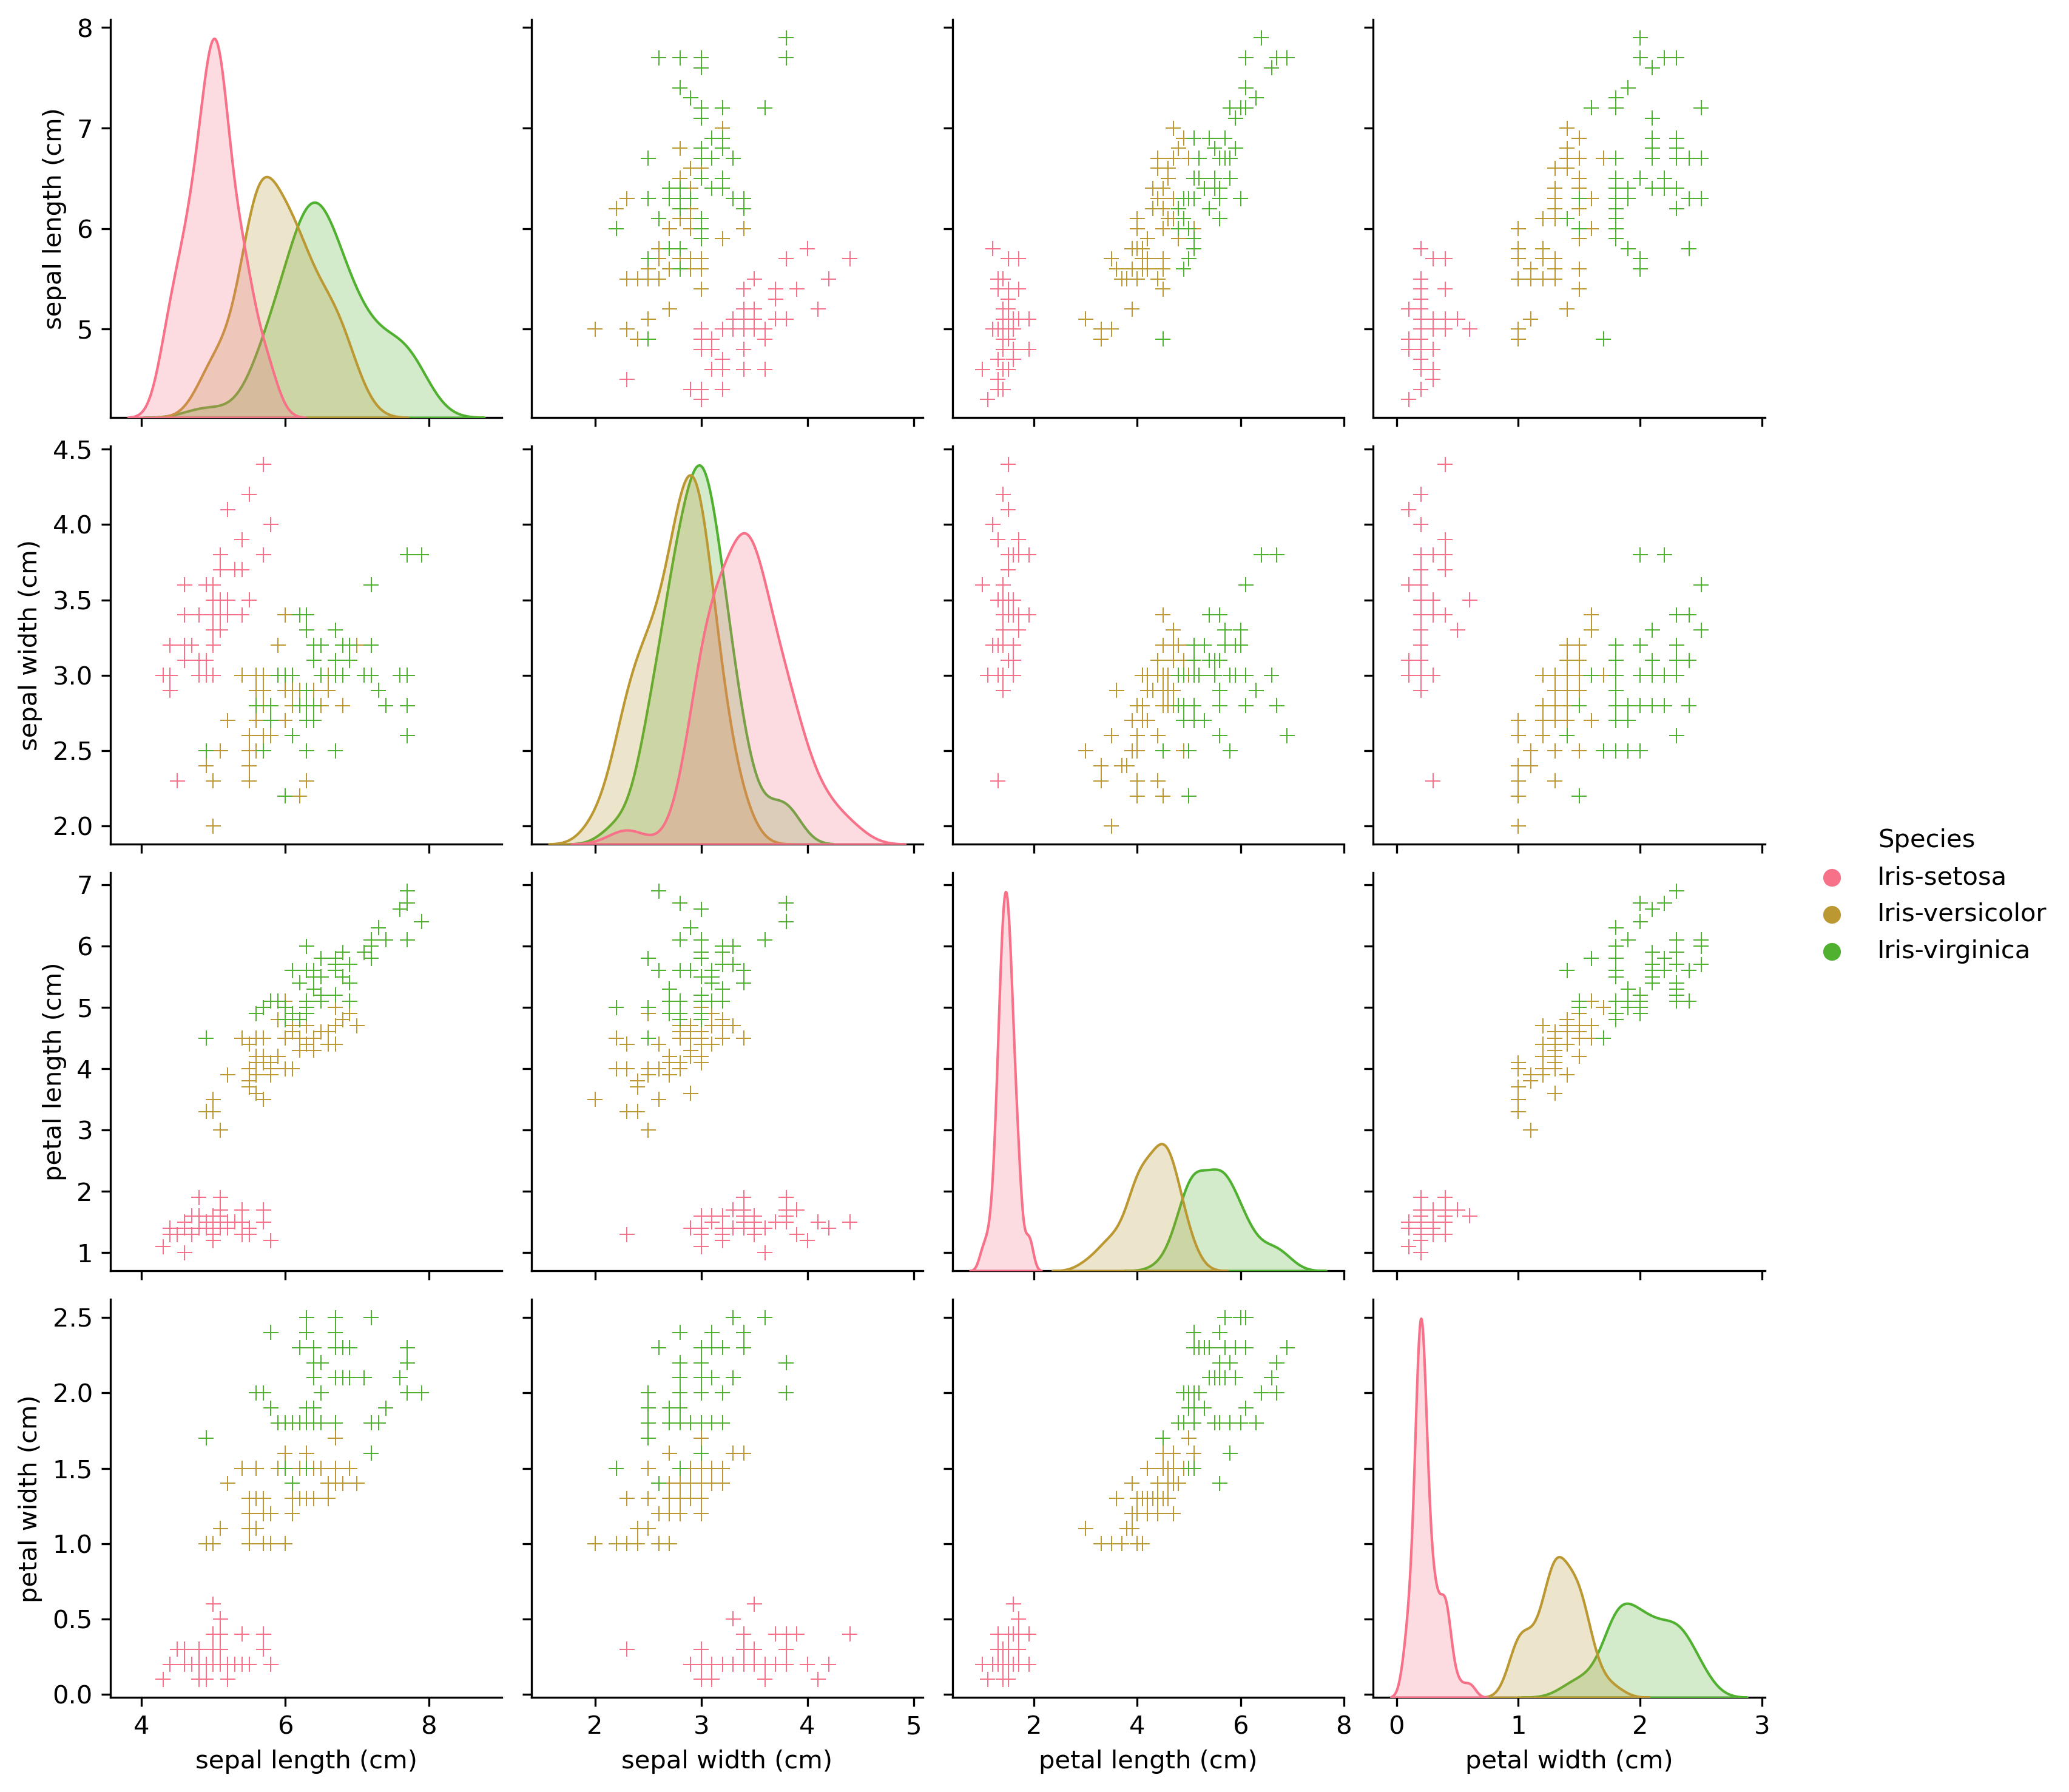 8
7
6
5
sepal length (cm)
4.5
4.0
3.5
3.0
2.5
2.0
sepal width (cm)
Species
Iris-setosa
Iris-versicolor
Iris-virginica
7
6
5
4
3
2
1
petal length (cm)
2.5
2.0
1.5
1.0
0.5
0.0
petal width (cm)
4 6 8
2 3 4 5
2 4 6 8
0 1 2 3
sepal length (cm)
sepal width (cm)
petal length (cm)
petal width (cm)